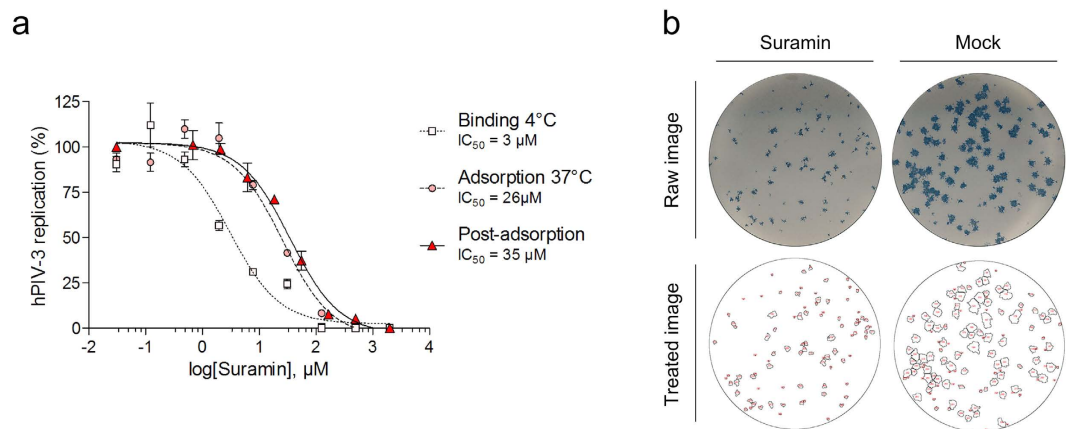 a
125
100
75
50
25
0
hPIV-3 replication (%)
-2
-1
0
1
2
3
4
log[Suramin], µM
Binding 4°C
IC50 = 3 µM
Adsorption 37°C
IC50 = 26µM
Post-adsorption
IC50 = 35 µM
b
Suramin
Mock
Raw image
Treated image